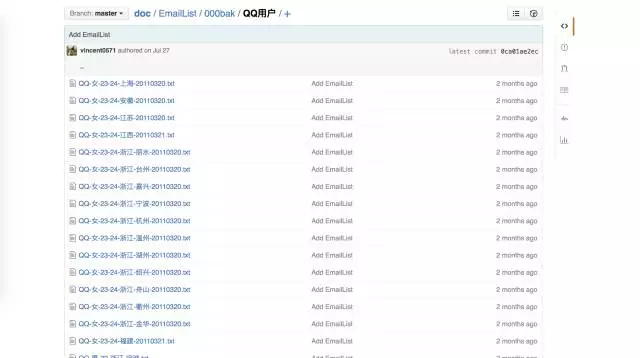 Branch: master
doc / EmailList / 000bak / QQ用户 / +
Add EmailList
vincent0571 authored on Jul 27 latest commit 0ca01ae2ec
..
QQ-女-23-24-上海-20110320.txt Add EmailList 2 months ago
QQ-女-23-24-安徽-20110320.txt Add EmailList 2 months ago
QQ-女-23-24-江苏-20110320.txt Add EmailList 2 months ago
QQ-女-23-24-江西-20110321.txt Add EmailList 2 months ago
QQ-女-23-24-浙江-丽水-20110320.txt Add EmailList 2 months ago
QQ-女-23-24-浙江-台州-20110320.txt Add EmailList 2 months ago
QQ-女-23-24-浙江-嘉兴-20110320.txt Add EmailList 2 months ago
QQ-女-23-24-浙江-宁波-20110320.txt Add EmailList 2 months ago
QQ-女-23-24-浙江-杭州-20110320.txt Add EmailList 2 months ago
QQ-女-23-24-浙江-温州-20110320.txt Add EmailList 2 months ago
QQ-女-23-24-浙江-湖州-20110320.txt Add EmailList 2 months ago
QQ-女-23-24-浙江-绍兴-20110320.txt Add EmailList 2 months ago
QQ-女-23-24-浙江-舟山-20110320.txt Add EmailList 2 months ago
QQ-女-23-24-浙江-衢州-20110320.txt Add EmailList 2 months ago
QQ-女-23-24-浙江-金华-20110320.txt Add EmailList 2 months ago
QQ-女-23-24-福建-20110321.txt Add EmailList 2 months ago
Add EmailList 2 months ago